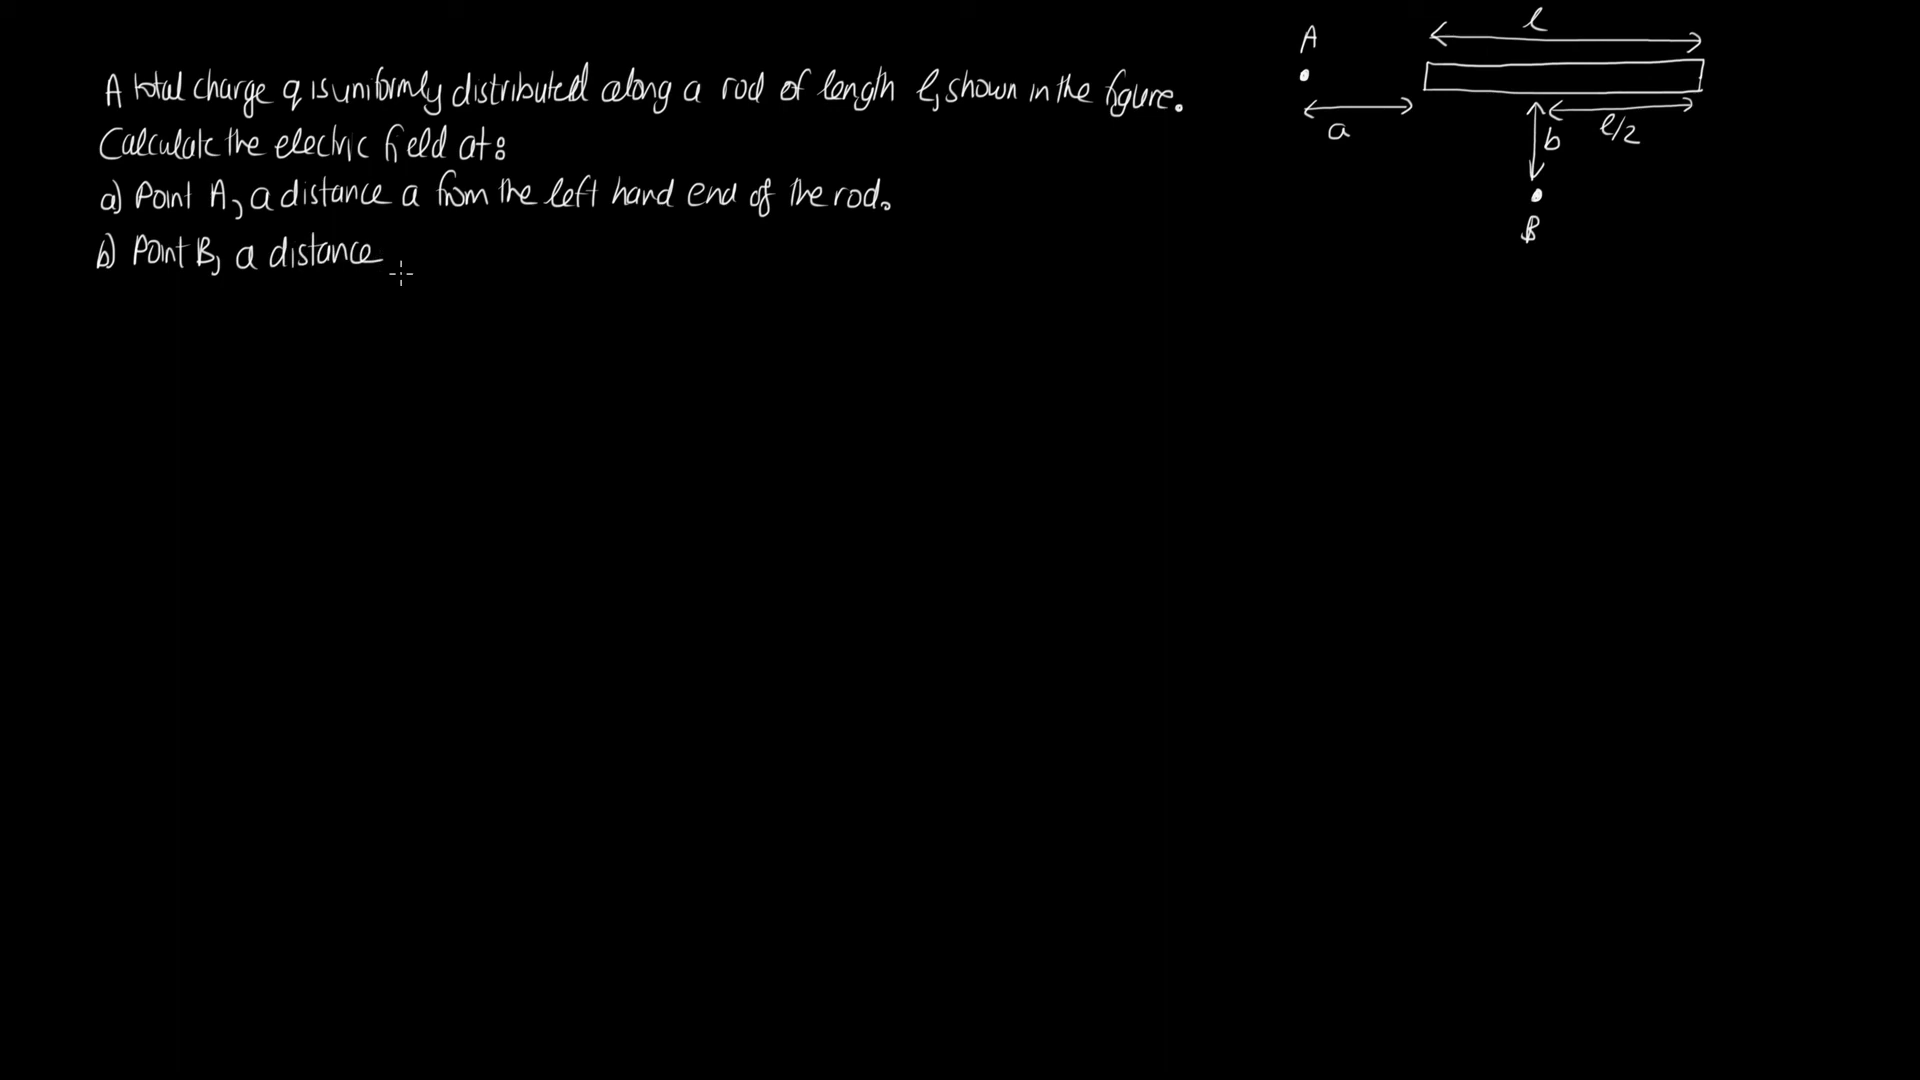 A total charge q is uniformly distributed along a rod of length ℓ, shown in the figure.
Calculate the electric field at:
a) Point A, a distance a from the left hand end of the rod.
b) Point B, a distance
ℓ
A
a
b
ℓ/2
B